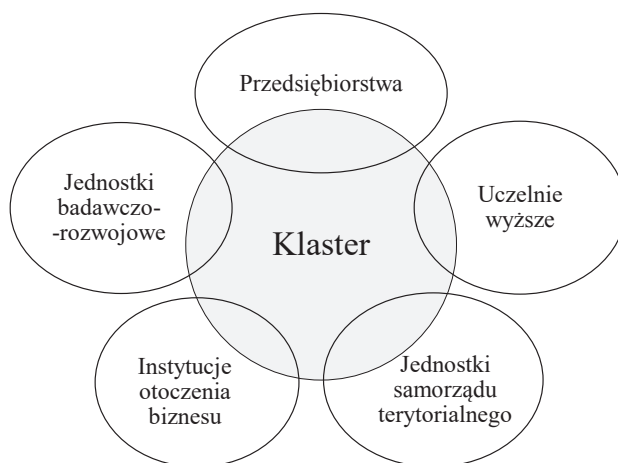 Przedsiębiorstwa
Jednostki
badawczo-
-rozwojowe
Uczelnie
wyższe
Klaster
Instytucje
otoczenia
biznesu
Jednostki
samorządu
terytorialnego